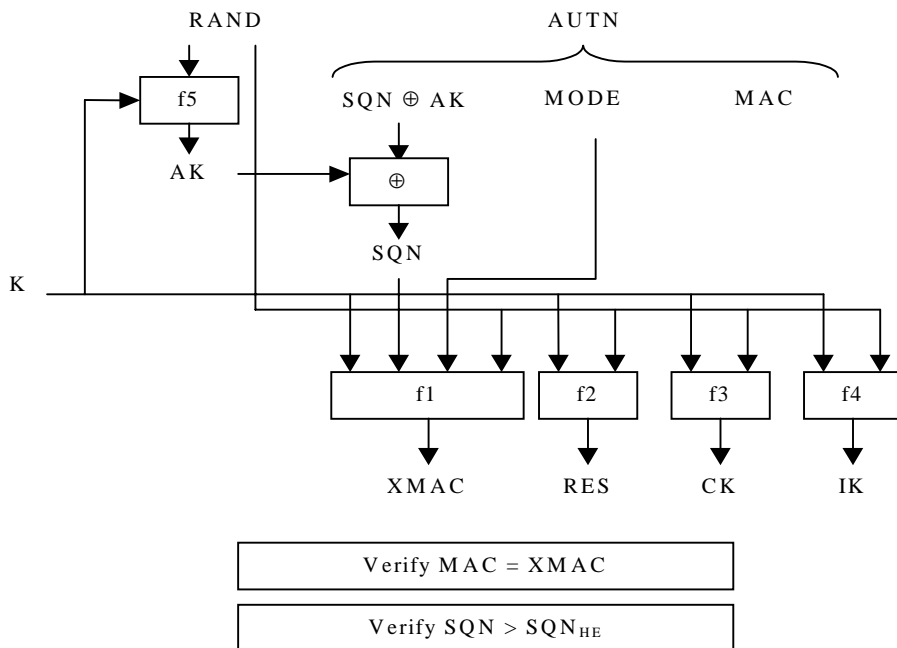 RAND
AUTN
f5
SQN ⊕ AK
MODE
MAC
AK
⊕
SQN
K
f1
f2
f3
f4
XMAC
RES
CK
IK
Verify MAC = XMAC
Verify SQN > SQN_HE